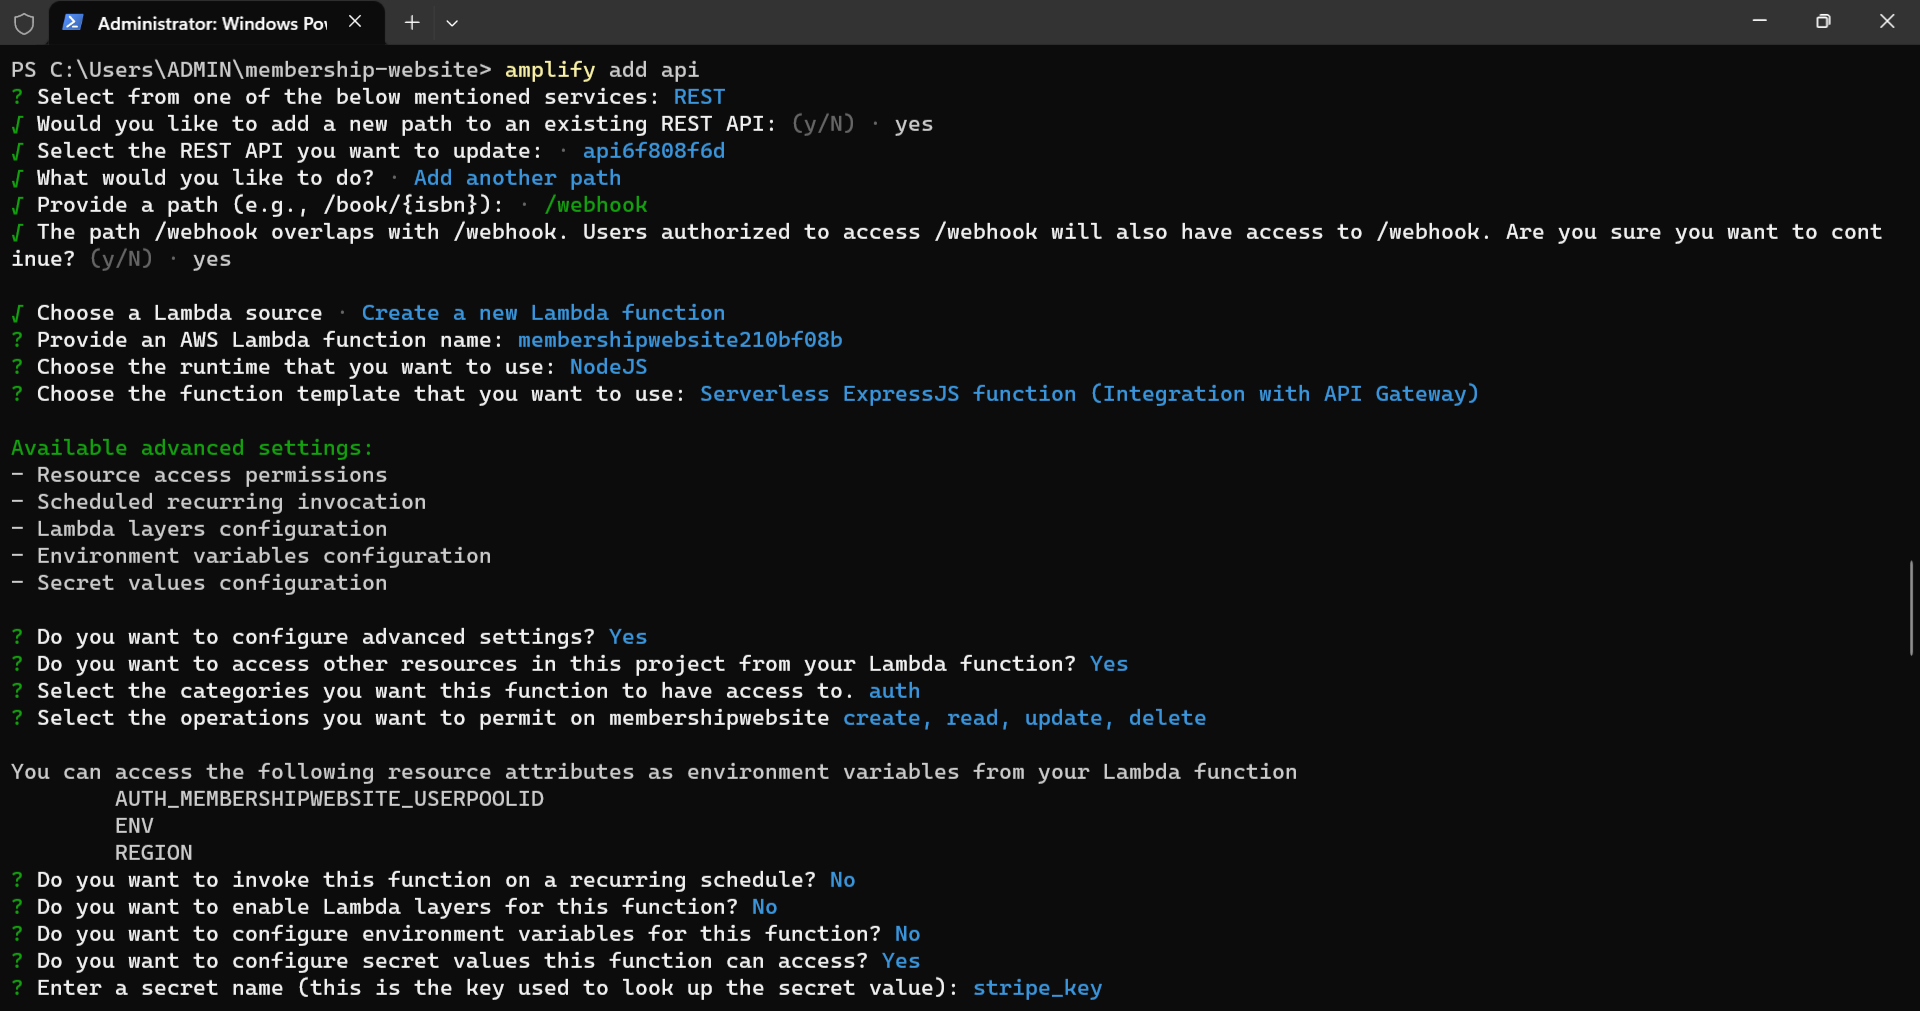 Administrator: Windows Pov
PS C:\Users\ADMIN\membership-website> amplify add api
? Select from one of the below mentioned services: REST
√ Would you like to add a new path to an existing REST API: (y/N) · yes
√ Select the REST API you want to update: · api6f808f6d
√ What would you like to do? · Add another path
√ Provide a path (e.g., /book/{isbn}): · /webhook
√ The path /webhook overlaps with /webhook. Users authorized to access /webhook will also have access to /webhook. Are you sure you want to cont
inue? (y/N) · yes
√ Choose a Lambda source · Create a new Lambda function
? Provide an AWS Lambda function name: membershipwebsite210bf08b
? Choose the runtime that you want to use: NodeJS
? Choose the function template that you want to use: Serverless ExpressJS function (Integration with API Gateway)
Available advanced settings:
- Resource access permissions
- Scheduled recurring invocation
- Lambda layers configuration
- Environment variables configuration
- Secret values configuration
? Do you want to configure advanced settings? Yes
? Do you want to access other resources in this project from your Lambda function? Yes
? Select the categories you want this function to have access to. auth
? Select the operations you want to permit on membershipwebsite create, read, update, delete
You can access the following resource attributes as environment variables from your Lambda function
AUTH_MEMBERSHIPWEBSITE_USERPOOLID
ENV
REGION
? Do you want to invoke this function on a recurring schedule? No
? Do you want to enable Lambda layers for this function? No
? Do you want to configure environment variables for this function? No
? Do you want to configure secret values this function can access? Yes
? Enter a secret name (this is the key used to look up the secret value): stripe_key